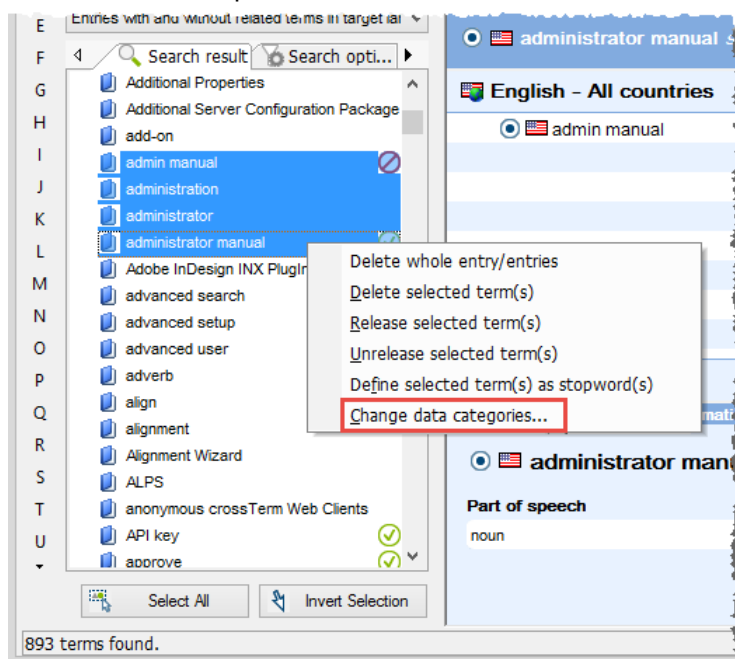 Entries with and without related terms in target lan
Search result
Search opti...
E
F
G
H
I
J
K
L
M
N
O
P
Q
R
S
T
U
Additional Properties
Additional Server Configuration Package
add-on
admin manual
administration
administrator
administrator manual
Adobe InDesign INX PlugIn
advanced search
advanced setup
advanced user
adverb
align
alignment
Alignment Wizard
ALPS
anonymous crossTerm Web Clients
API key
approve
Select All
Invert Selection
893 terms found.
Delete whole entry/entries
Delete selected term(s)
Release selected term(s)
Unrelease selected term(s)
Define selected term(s) as stopword(s)
Change data categories...
administrator manual
English - All countries
admin manual
mati
administrator man
Part of speech
noun